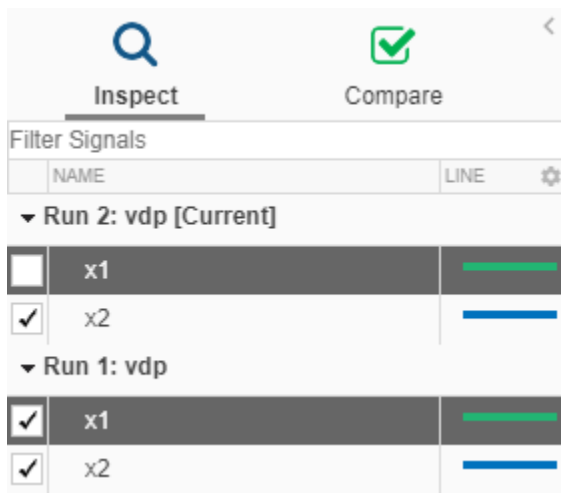 Inspect Compare
Filter Signals
NAME LINE
Run 2: vdp [Current]
x1
x2
Run 1: vdp
x1
x2